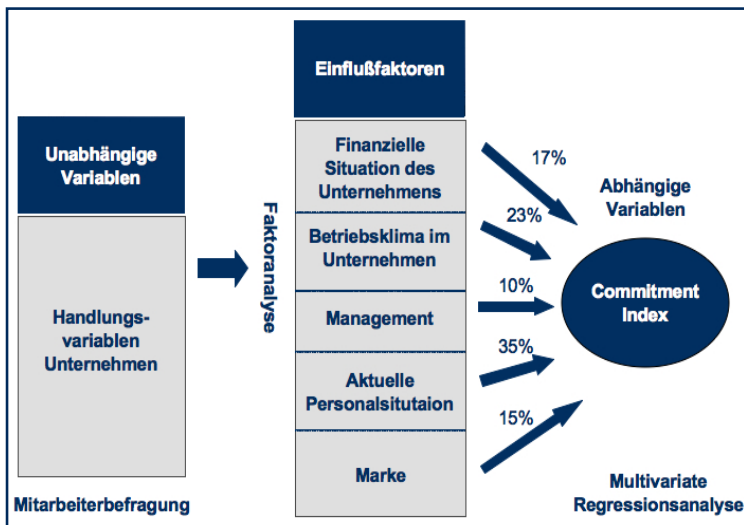 Unabhängige
Variablen
Handlungs-
variablen
Unternehmen
Mitarbeiterbefragung
Faktoranalyse
Einflußfaktoren
Finanzielle
Situation des
Unternehmens
Betriebsklima im
Unternehmen
Management
Aktuelle
Personalsitutaion
Marke
17%
23%
10%
35%
15%
Abhängige
Variablen
Commitment
Index
Multivariate
Regressionsanalyse